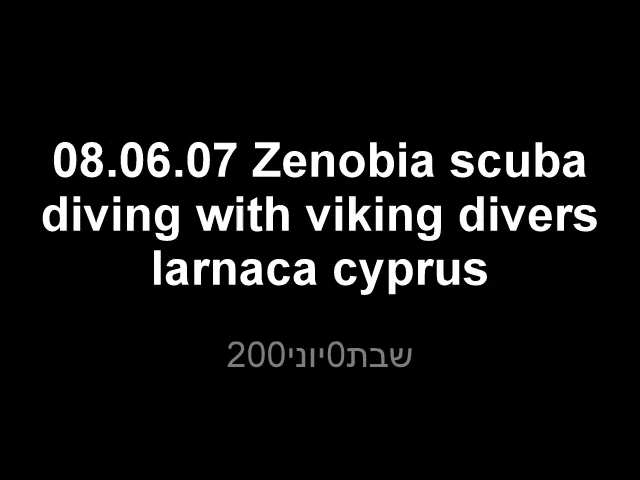 08.06.07 Zenobia scuba
diving with viking divers
larnaca cyprus
שבת0יוני200